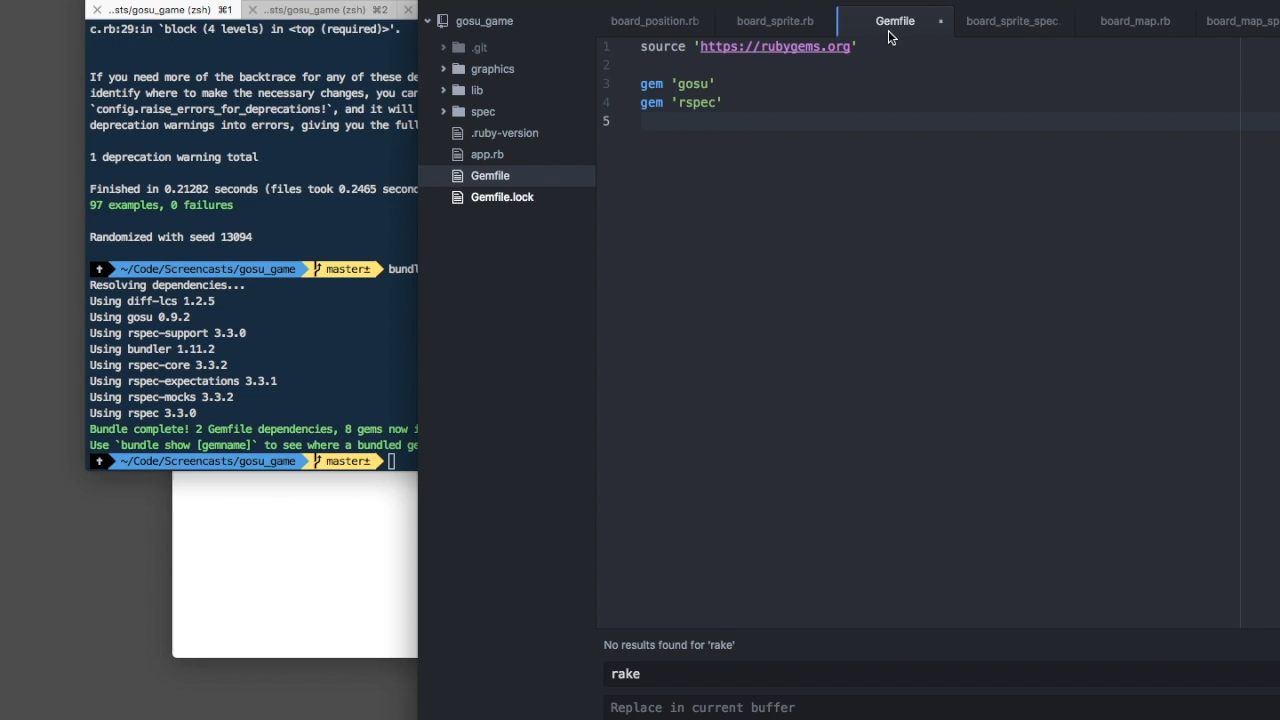 ..sts/gosu_game (zsh) ⌘1
..sts/gosu_game (zsh) ⌘2
c.rb:29:in `block (4 levels) in <top (required)>'.
If you need more of the backtrace for any of these de
identify where to make the necessary changes, you can
`config.raise_errors_for_deprecations!`, and it will
deprecation warnings into errors, giving you the full
1 deprecation warning total
Finished in 0.21282 seconds (files took 0.2465 second
97 examples, 0 failures
Randomized with seed 13094
~/Code/Screencasts/gosu_game master± bundl
Resolving dependencies...
Using diff-lcs 1.2.5
Using gosu 0.9.2
Using rspec-support 3.3.0
Using bundler 1.11.2
Using rspec-core 3.3.2
Using rspec-expectations 3.3.1
Using rspec-mocks 3.3.2
Using rspec 3.3.0
Bundle complete! 2 Gemfile dependencies, 8 gems now i
Use `bundle show [gemname]` to see where a bundled ge
~/Code/Screencasts/gosu_game master±
gosu_game
.git
graphics
lib
spec
.ruby-version
app.rb
Gemfile
Gemfile.lock
board_position.rb
board_sprite.rb
Gemfile
board_sprite_spec.
board_map.rb
board_map_sp
1 source 'https://rubygems.org'
2
3 gem 'gosu'
4 gem 'rspec'
5
No results found for 'rake'
rake
Replace in current buffer